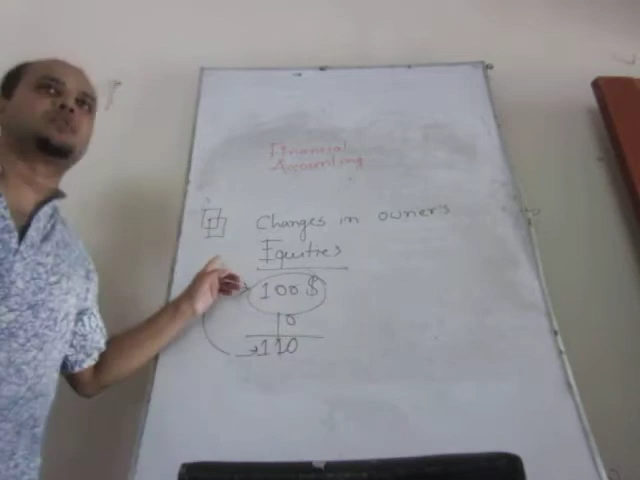 Financial
Accounting
Changes in owner's
Equities
100$
10
110